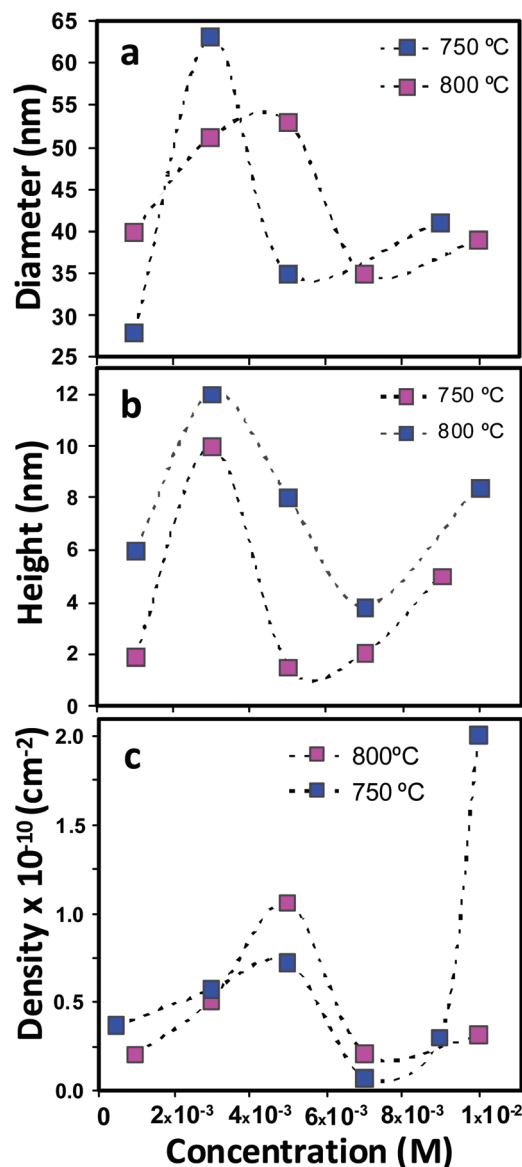 65
60
55
50
45
40
35
30
25
Diameter (nm)
a
750 ºC
800 ºC
12
10
8
6
4
2
0
Height (nm)
b
750 ºC
800 ºC
2.0
1.5
1.0
0.5
0.0
Density x 10⁻¹⁰ (cm⁻²)
c
800ºC
750 ºC
0 2x10⁻³ 4x10⁻³ 6x10⁻³ 8x10⁻³ 1x10⁻²
Concentration (M)